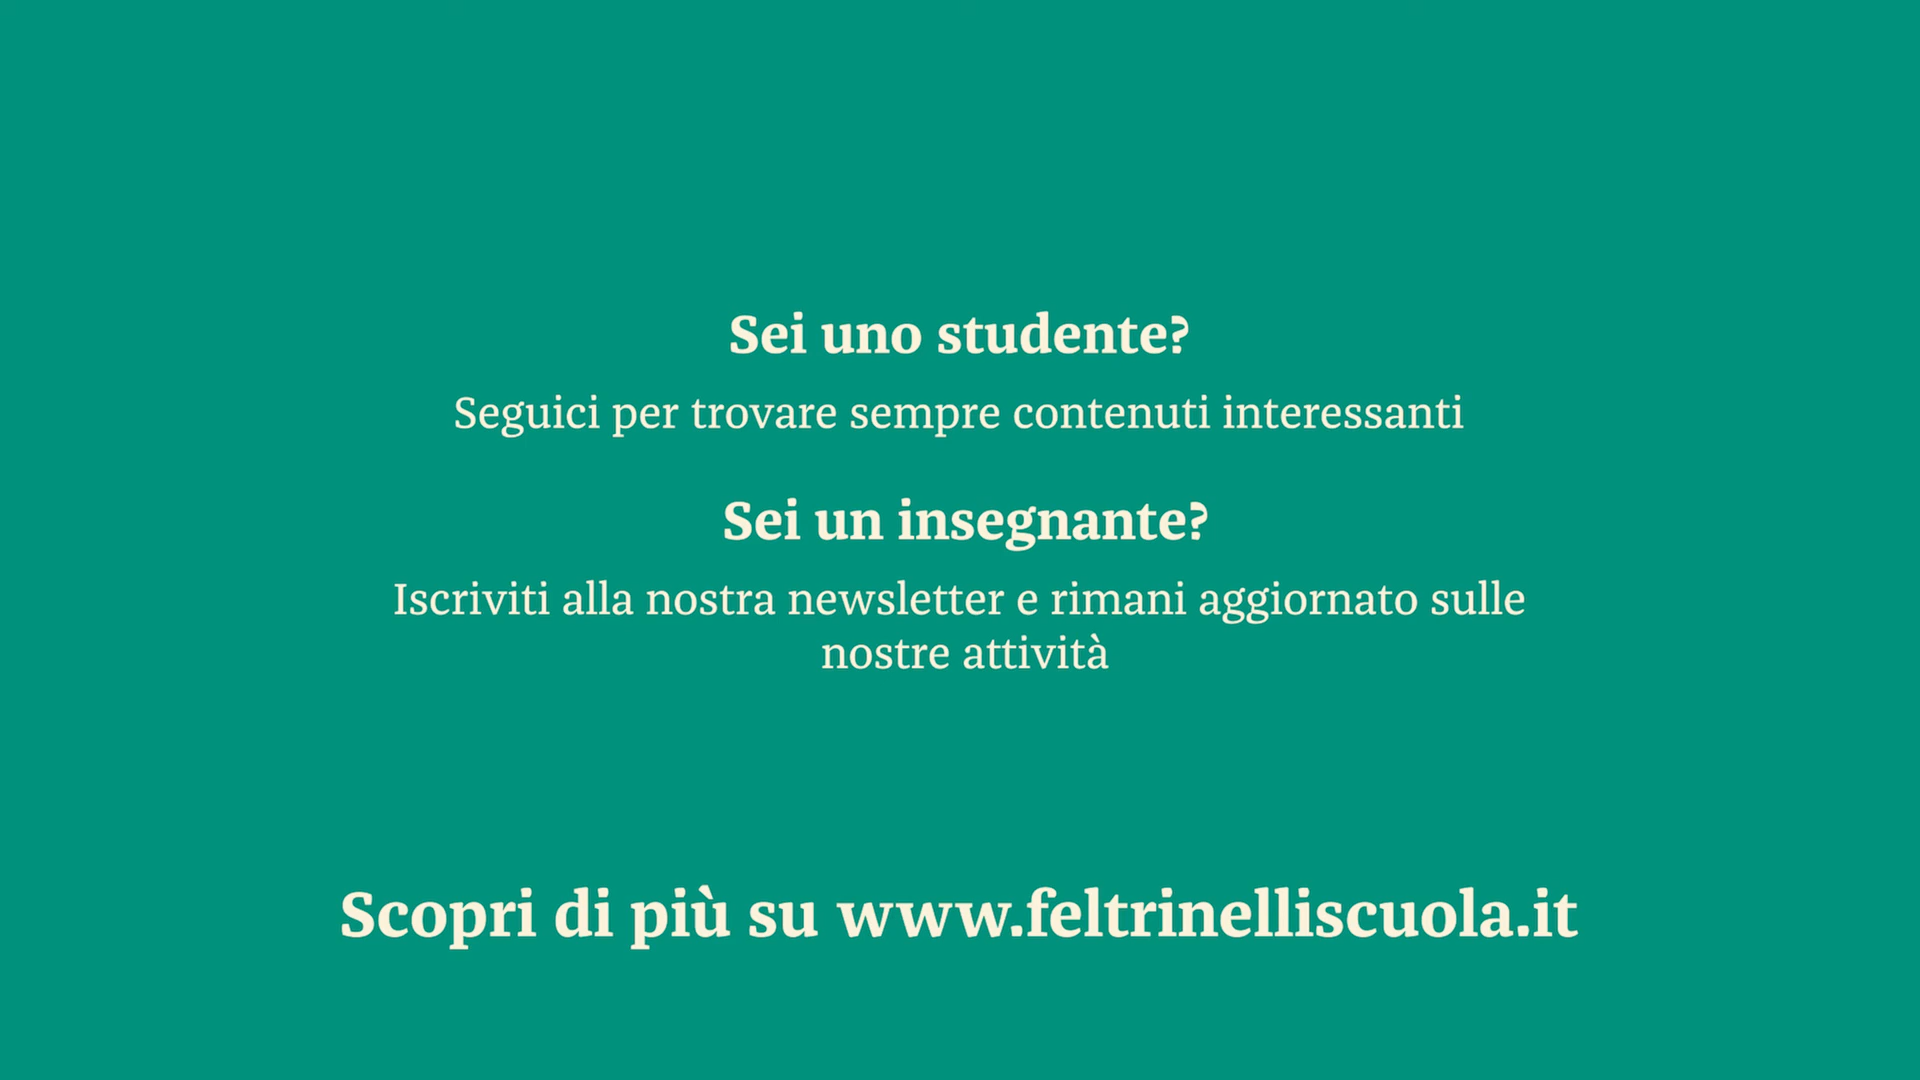 Sei uno studente?
Seguici per trovare sempre contenuti interessanti
Sei un insegnante?
Iscriviti alla nostra newsletter e rimani aggiornato sulle
nostre attività
Scopri di più su www.feltrinelliscuola.it